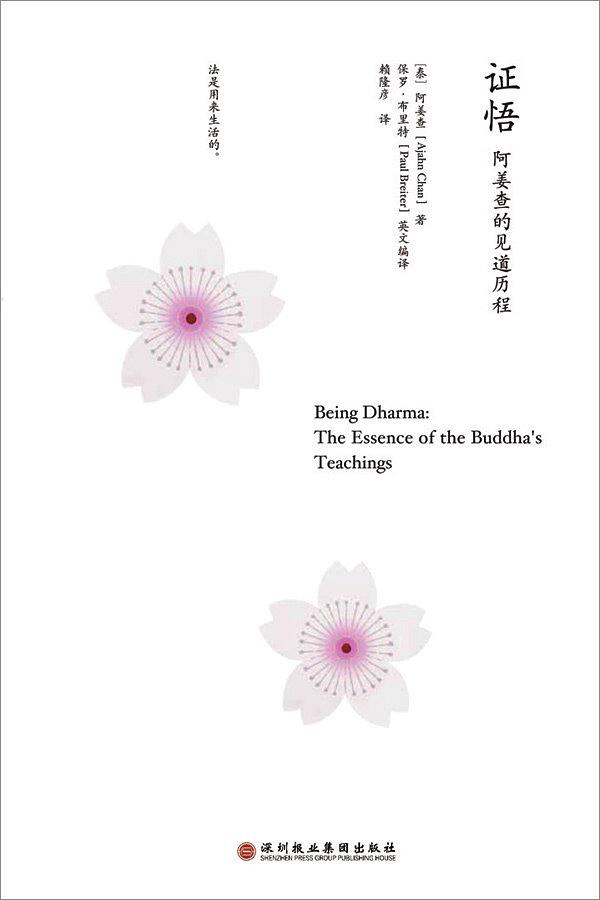 证悟 阿姜查的见道历程
[泰] 阿姜查 [Ajahn Chan] 著
保罗·布里特 [Paul Breiter] 英文编译
赖隆彦 译
法是用来生活的。
Being Dharma:
The Essence of the Buddha's
Teachings
深圳报业集团出版社
SHENZHEN PRESS GROUP PUBLISHING HOUSE